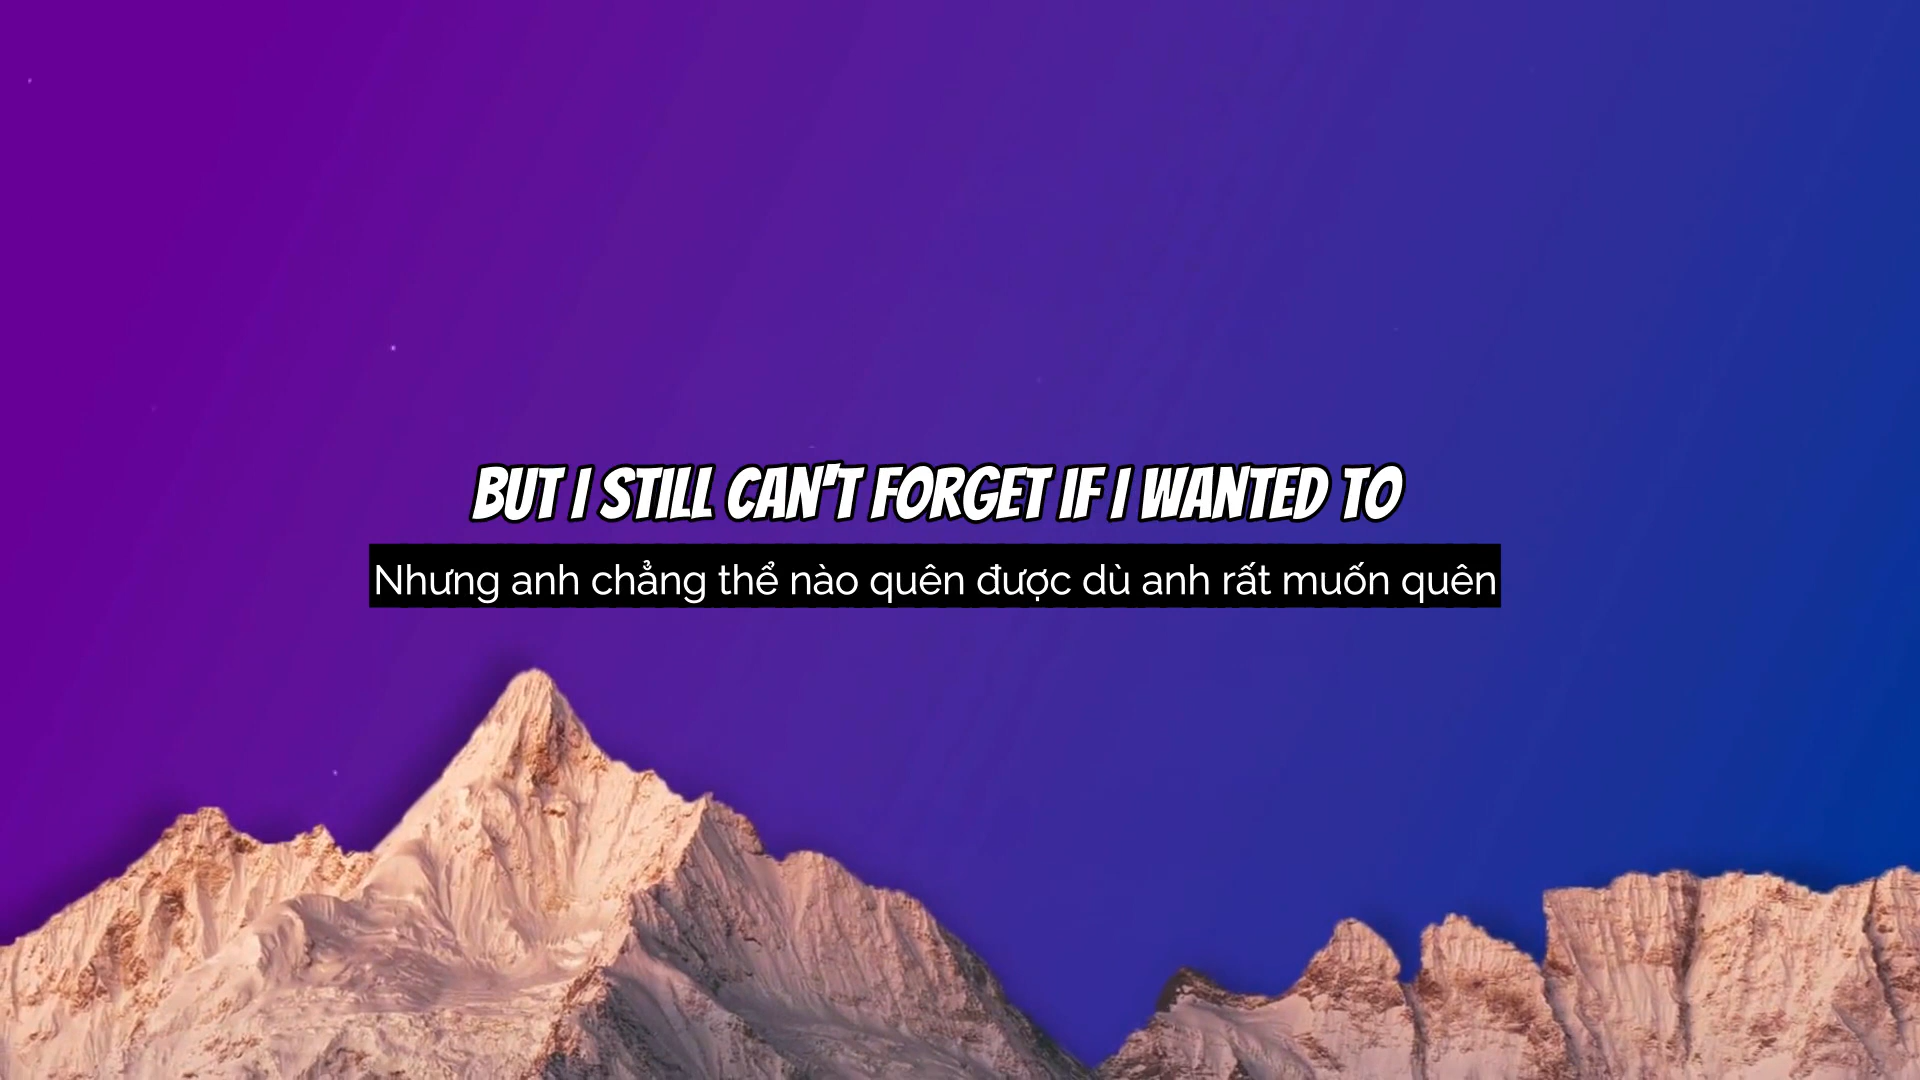 BUT I STILL CAN'T FORGET IF I WANTED TO
Nhưng anh chẳng thể nào quên được dù anh rất muốn quên